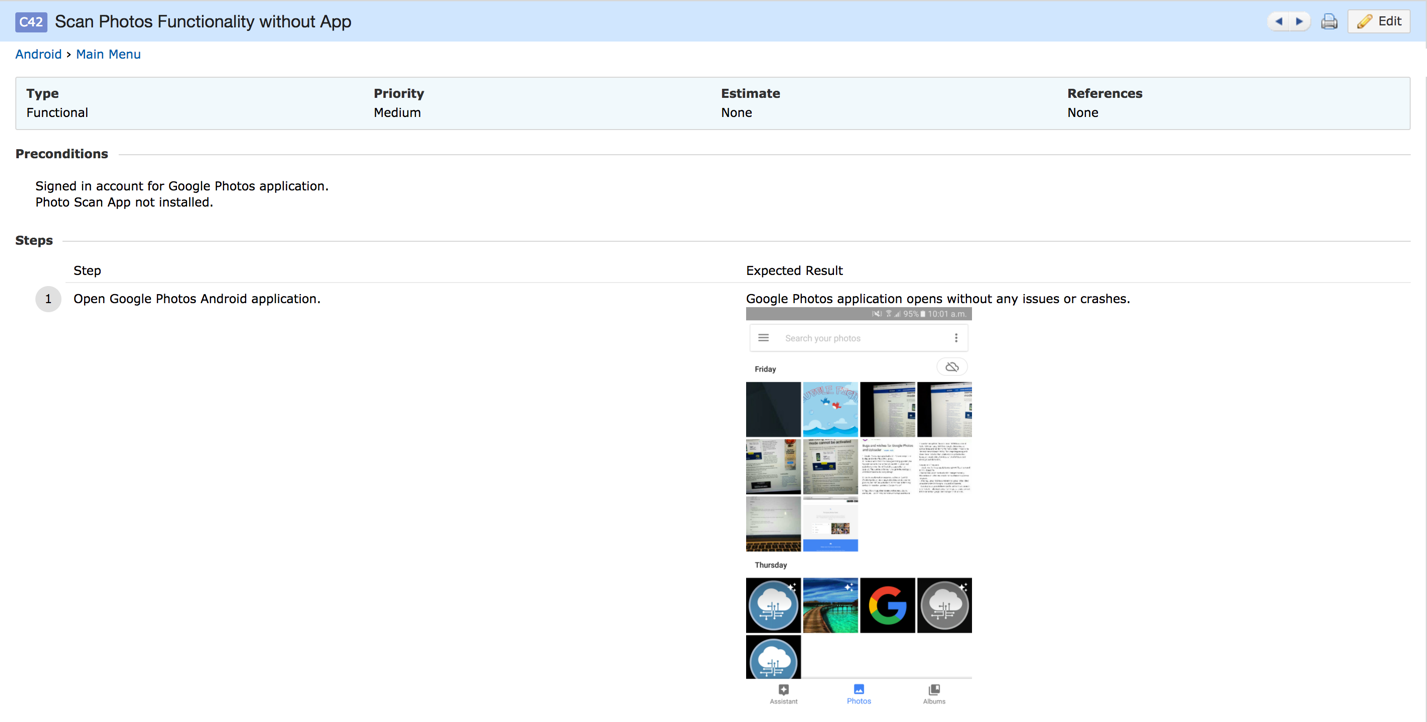 C42 Scan Photos Functionality without App
Edit
Android › Main Menu
Type Priority Estimate References
Functional Medium None None
Preconditions
Signed in account for Google Photos application.
Photo Scan App not installed.
Steps
Step Expected Result
1 Open Google Photos Android application. Google Photos application opens without any issues or crashes.
95% 10:01 a.m.
Search your photos
Friday
Thursday
Assistant Photos Albums